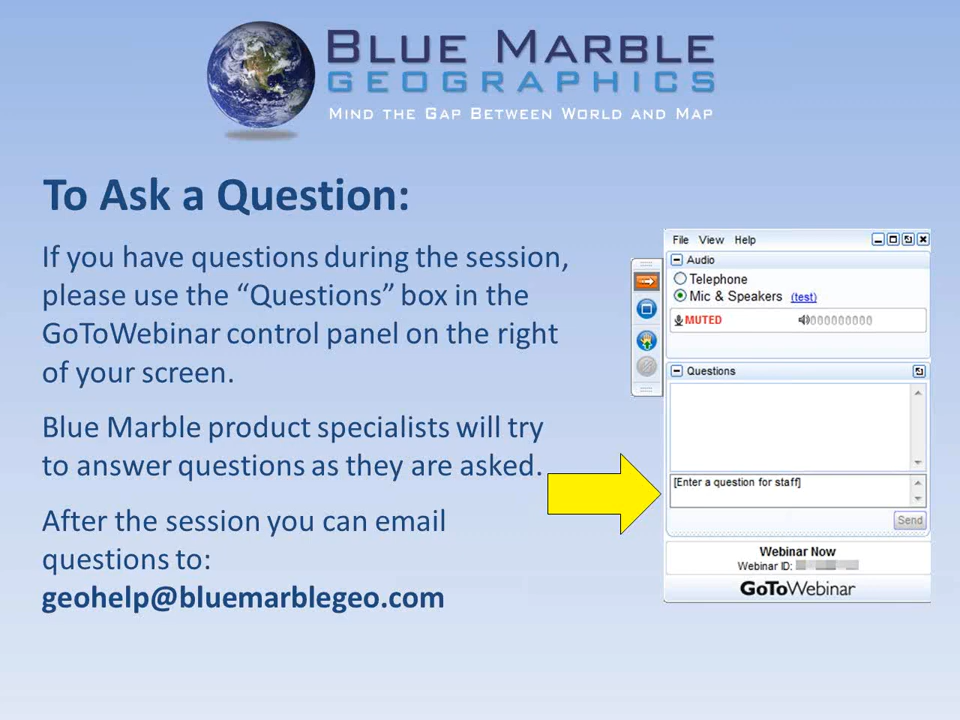 BLUE MARBLE
GEOGRAPHICS
MIND THE GAP BETWEEN WORLD AND MAP
To Ask a Question:
If you have questions during the session,
please use the “Questions” box in the
GoToWebinar control panel on the right
of your screen.
Blue Marble product specialists will try
to answer questions as they are asked.
After the session you can email
questions to:
geohelp@bluemarblegeo.com
File View Help
Audio
Telephone
Mic & Speakers (test)
MUTED
Questions
[Enter a question for staff]
Send
Webinar Now
Webinar ID:
GoToWebinar